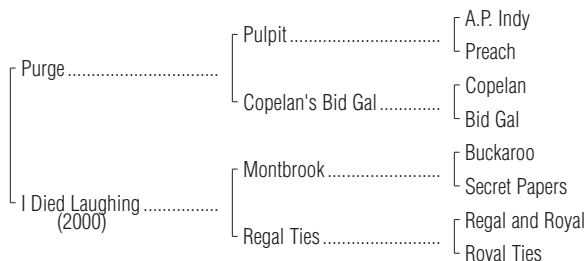 A.P. Indy
Pulpit
Preach
Purge
Copelan
Copelan's Bid Gal
Bid Gal
Buckaroo
Montbrook
Secret Papers
I Died Laughing
(2000)
Regal and Royal
Regal Ties
Royal Ties